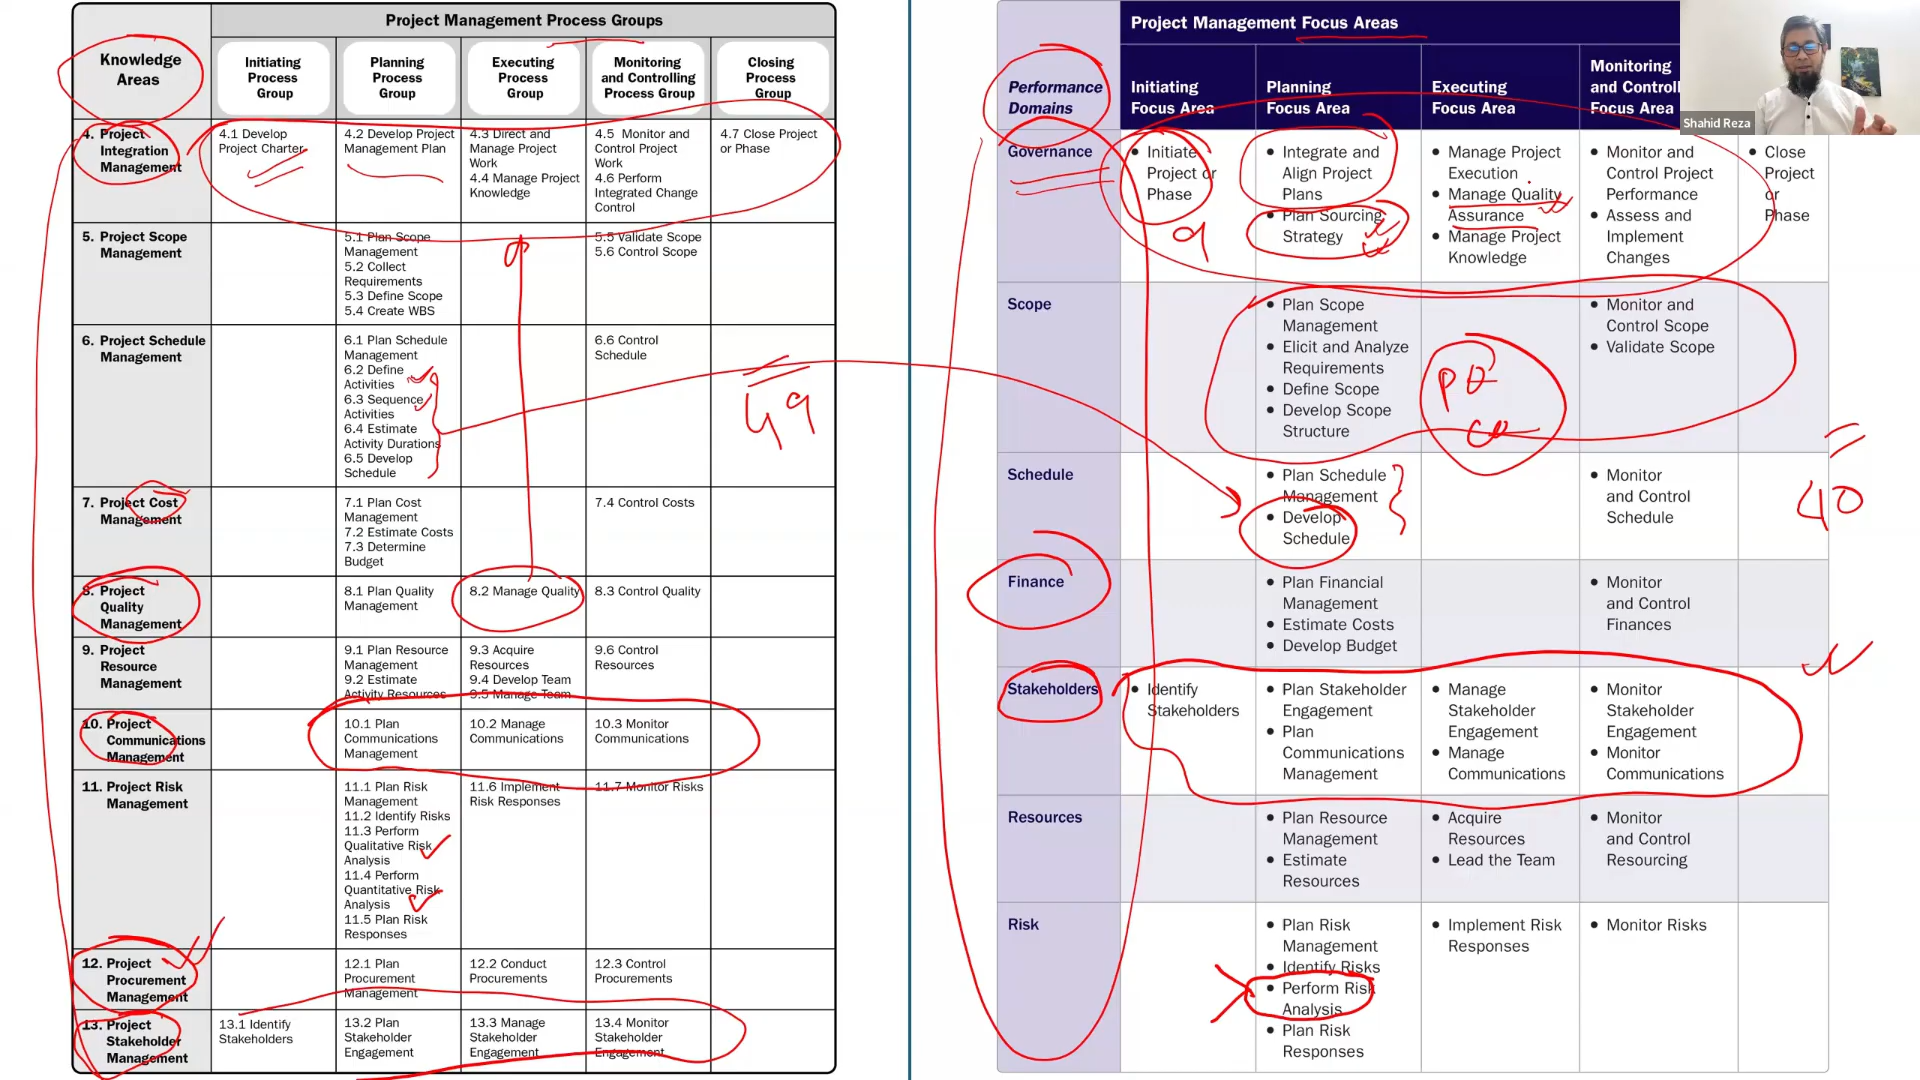 Project Management Process Groups
Knowledge
Areas
Initiating
Process
Group
Planning
Process
Group
Executing
Process
Group
Monitoring
and Controlling
Process Group
Closing
Process
Group
4. Project
Integration
Management
4.1 Develop
Project Charter
4.2 Develop Project
Management Plan
4.3 Direct and
Manage Project
Work
4.4 Manage Project
Knowledge
4.5 Monitor and
Control Project
Work
4.6 Perform
Integrated Change
Control
4.7 Close Project
or Phase
5. Project Scope
Management
5.1 Plan Scope
Management
5.2 Collect
Requirements
5.3 Define Scope
5.4 Create WBS
5.5 Validate Scope
5.6 Control Scope
6. Project Schedule
Management
6.1 Plan Schedule
Management
6.2 Define
Activities
6.3 Sequence
Activities
6.4 Estimate
Activity Durations
6.5 Develop
Schedule
6.6 Control
Schedule
49
7. Project Cost
Management
7.1 Plan Cost
Management
7.2 Estimate Costs
7.3 Determine
Budget
7.4 Control Costs
8. Project
Quality
Management
8.1 Plan Quality
Management
8.2 Manage Quality
8.3 Control Quality
9. Project
Resource
Management
9.1 Plan Resource
Management
9.2 Estimate
Activity Resources
9.3 Acquire
Resources
9.4 Develop Team
9.5 Manage Team
9.6 Control
Resources
10. Project
Communications
Management
10.1 Plan
Communications
Management
10.2 Manage
Communications
10.3 Monitor
Communications
11. Project Risk
Management
11.1 Plan Risk
Management
11.2 Identify Risks
11.3 Perform
Qualitative Risk
Analysis
11.4 Perform
Quantitative Risk
Analysis
11.5 Plan Risk
Responses
11.6 Implement
Risk Responses
11.7 Monitor Risks
12. Project
Procurement
Management
12.1 Plan
Procurement
Management
12.2 Conduct
Procurements
12.3 Control
Procurements
13. Project
Stakeholder
Management
13.1 Identify
Stakeholders
13.2 Plan
Stakeholder
Engagement
13.3 Manage
Stakeholder
Engagement
13.4 Monitor
Stakeholder
Engagement
Project Management Focus Areas
Performance
Domains
Initiating
Focus Area
Planning
Focus Area
Executing
Focus Area
Monitoring
and Controll
Focus Area
Shahid Reza
Governance
• Initiate
Project or
Phase
• Integrate and
Align Project
Plans
• Plan Sourcing
Strategy
• Manage Project
Execution
• Manage Quality
Assurance
• Manage Project
Knowledge
• Monitor and
Control Project
Performance
• Assess and
Implement
Changes
• Close
Project
or
Phase
Scope
• Plan Scope
Management
• Elicit and Analyze
Requirements
• Define Scope
• Develop Scope
Structure
• Monitor and
Control Scope
• Validate Scope
40
Schedule
• Plan Schedule
Management
• Develop
Schedule
• Monitor
and Control
Schedule
Finance
• Plan Financial
Management
• Estimate Costs
• Develop Budget
• Monitor
and Control
Finances
Stakeholders
• Identify
Stakeholders
• Plan Stakeholder
Engagement
• Plan
Communications
Management
• Manage
Stakeholder
Engagement
• Manage
Communications
• Monitor
Stakeholder
Engagement
• Monitor
Communications
Resources
• Plan Resource
Management
• Estimate
Resources
• Acquire
Resources
• Lead the Team
• Monitor
and Control
Resourcing
Risk
• Plan Risk
Management
• Identify Risks
• Perform Risk
Analysis
• Plan Risk
Responses
• Implement Risk
Responses
• Monitor Risks